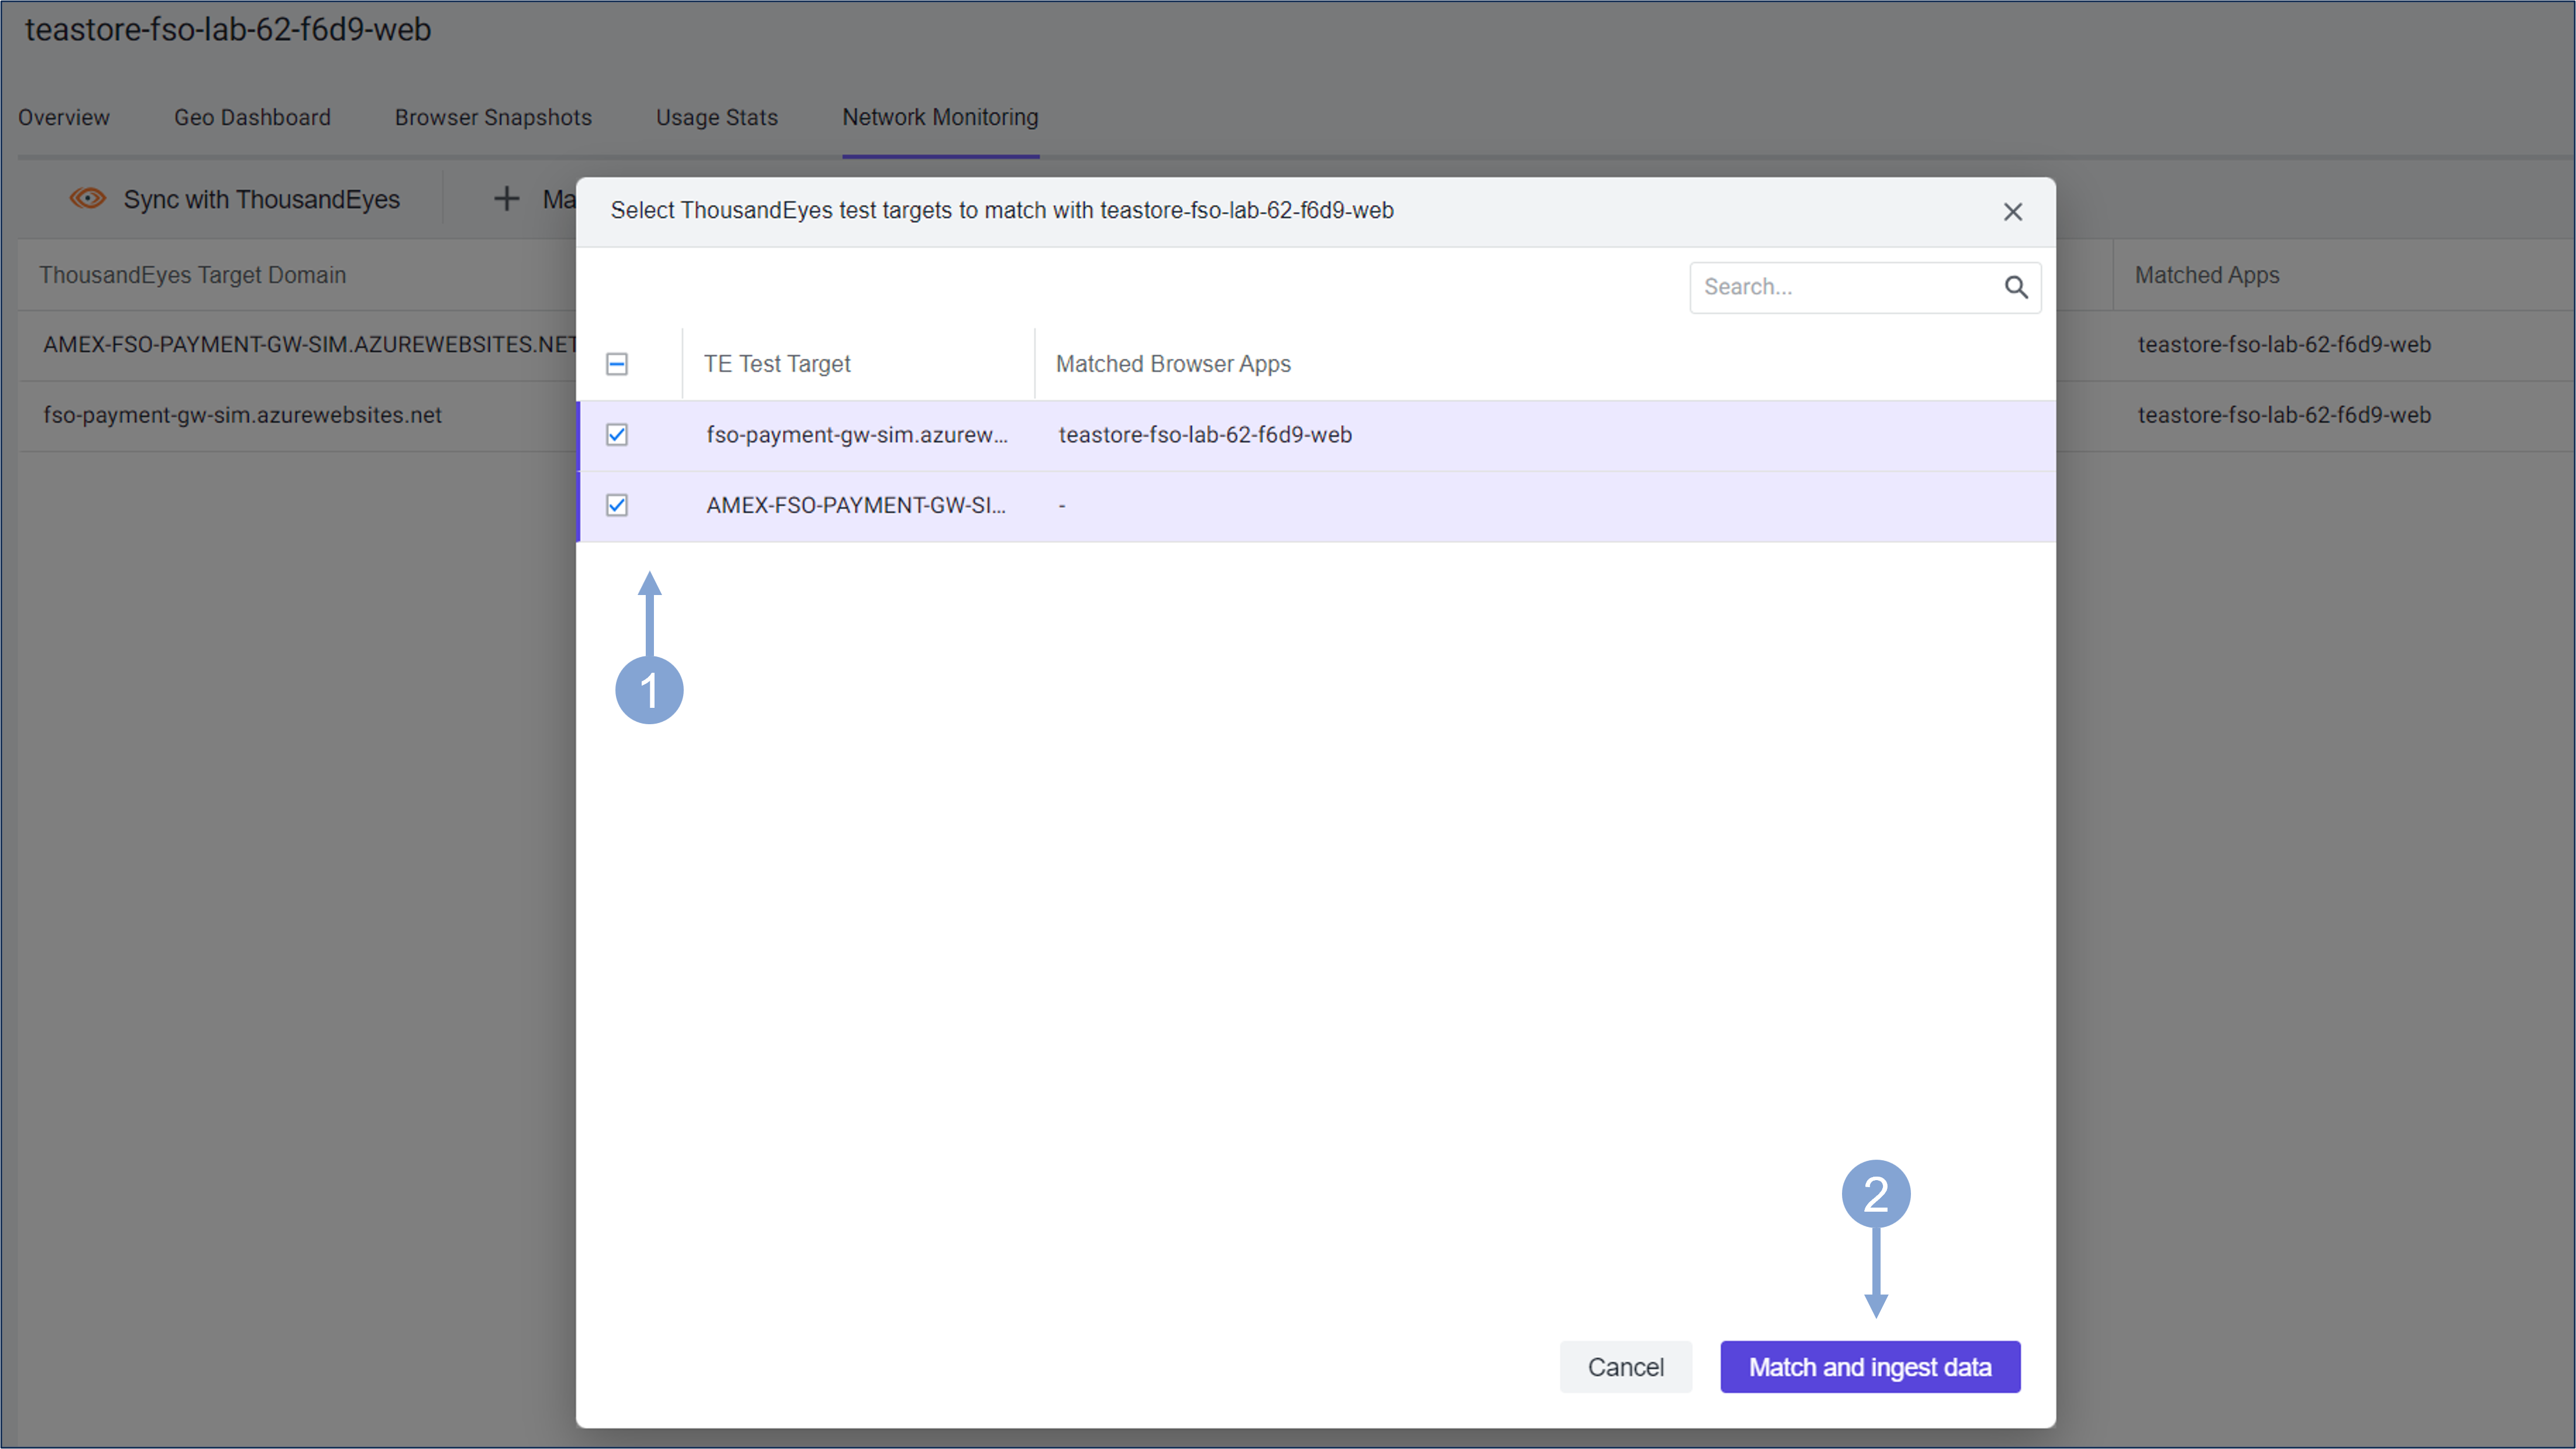 teastore-fso-lab-62-f6d9-web
Overview Geo Dashboard Browser Snapshots Usage Stats Network Monitoring
Sync with ThousandEyes + Ma
Select ThousandEyes test targets to match with teastore-fso-lab-62-f6d9-web
ThousandEyes Target Domain
Matched Apps
Search...
AMEX-FSO-PAYMENT-GW-SIM.AZUREWEBSITES.NET
teastore-fso-lab-62-f6d9-web
TE Test Target Matched Browser Apps
fso-payment-gw-sim.azurewebsites.net
teastore-fso-lab-62-f6d9-web
fso-payment-gw-sim.azurew... teastore-fso-lab-62-f6d9-web
AMEX-FSO-PAYMENT-GW-SI... -
1
2
Cancel Match and ingest data